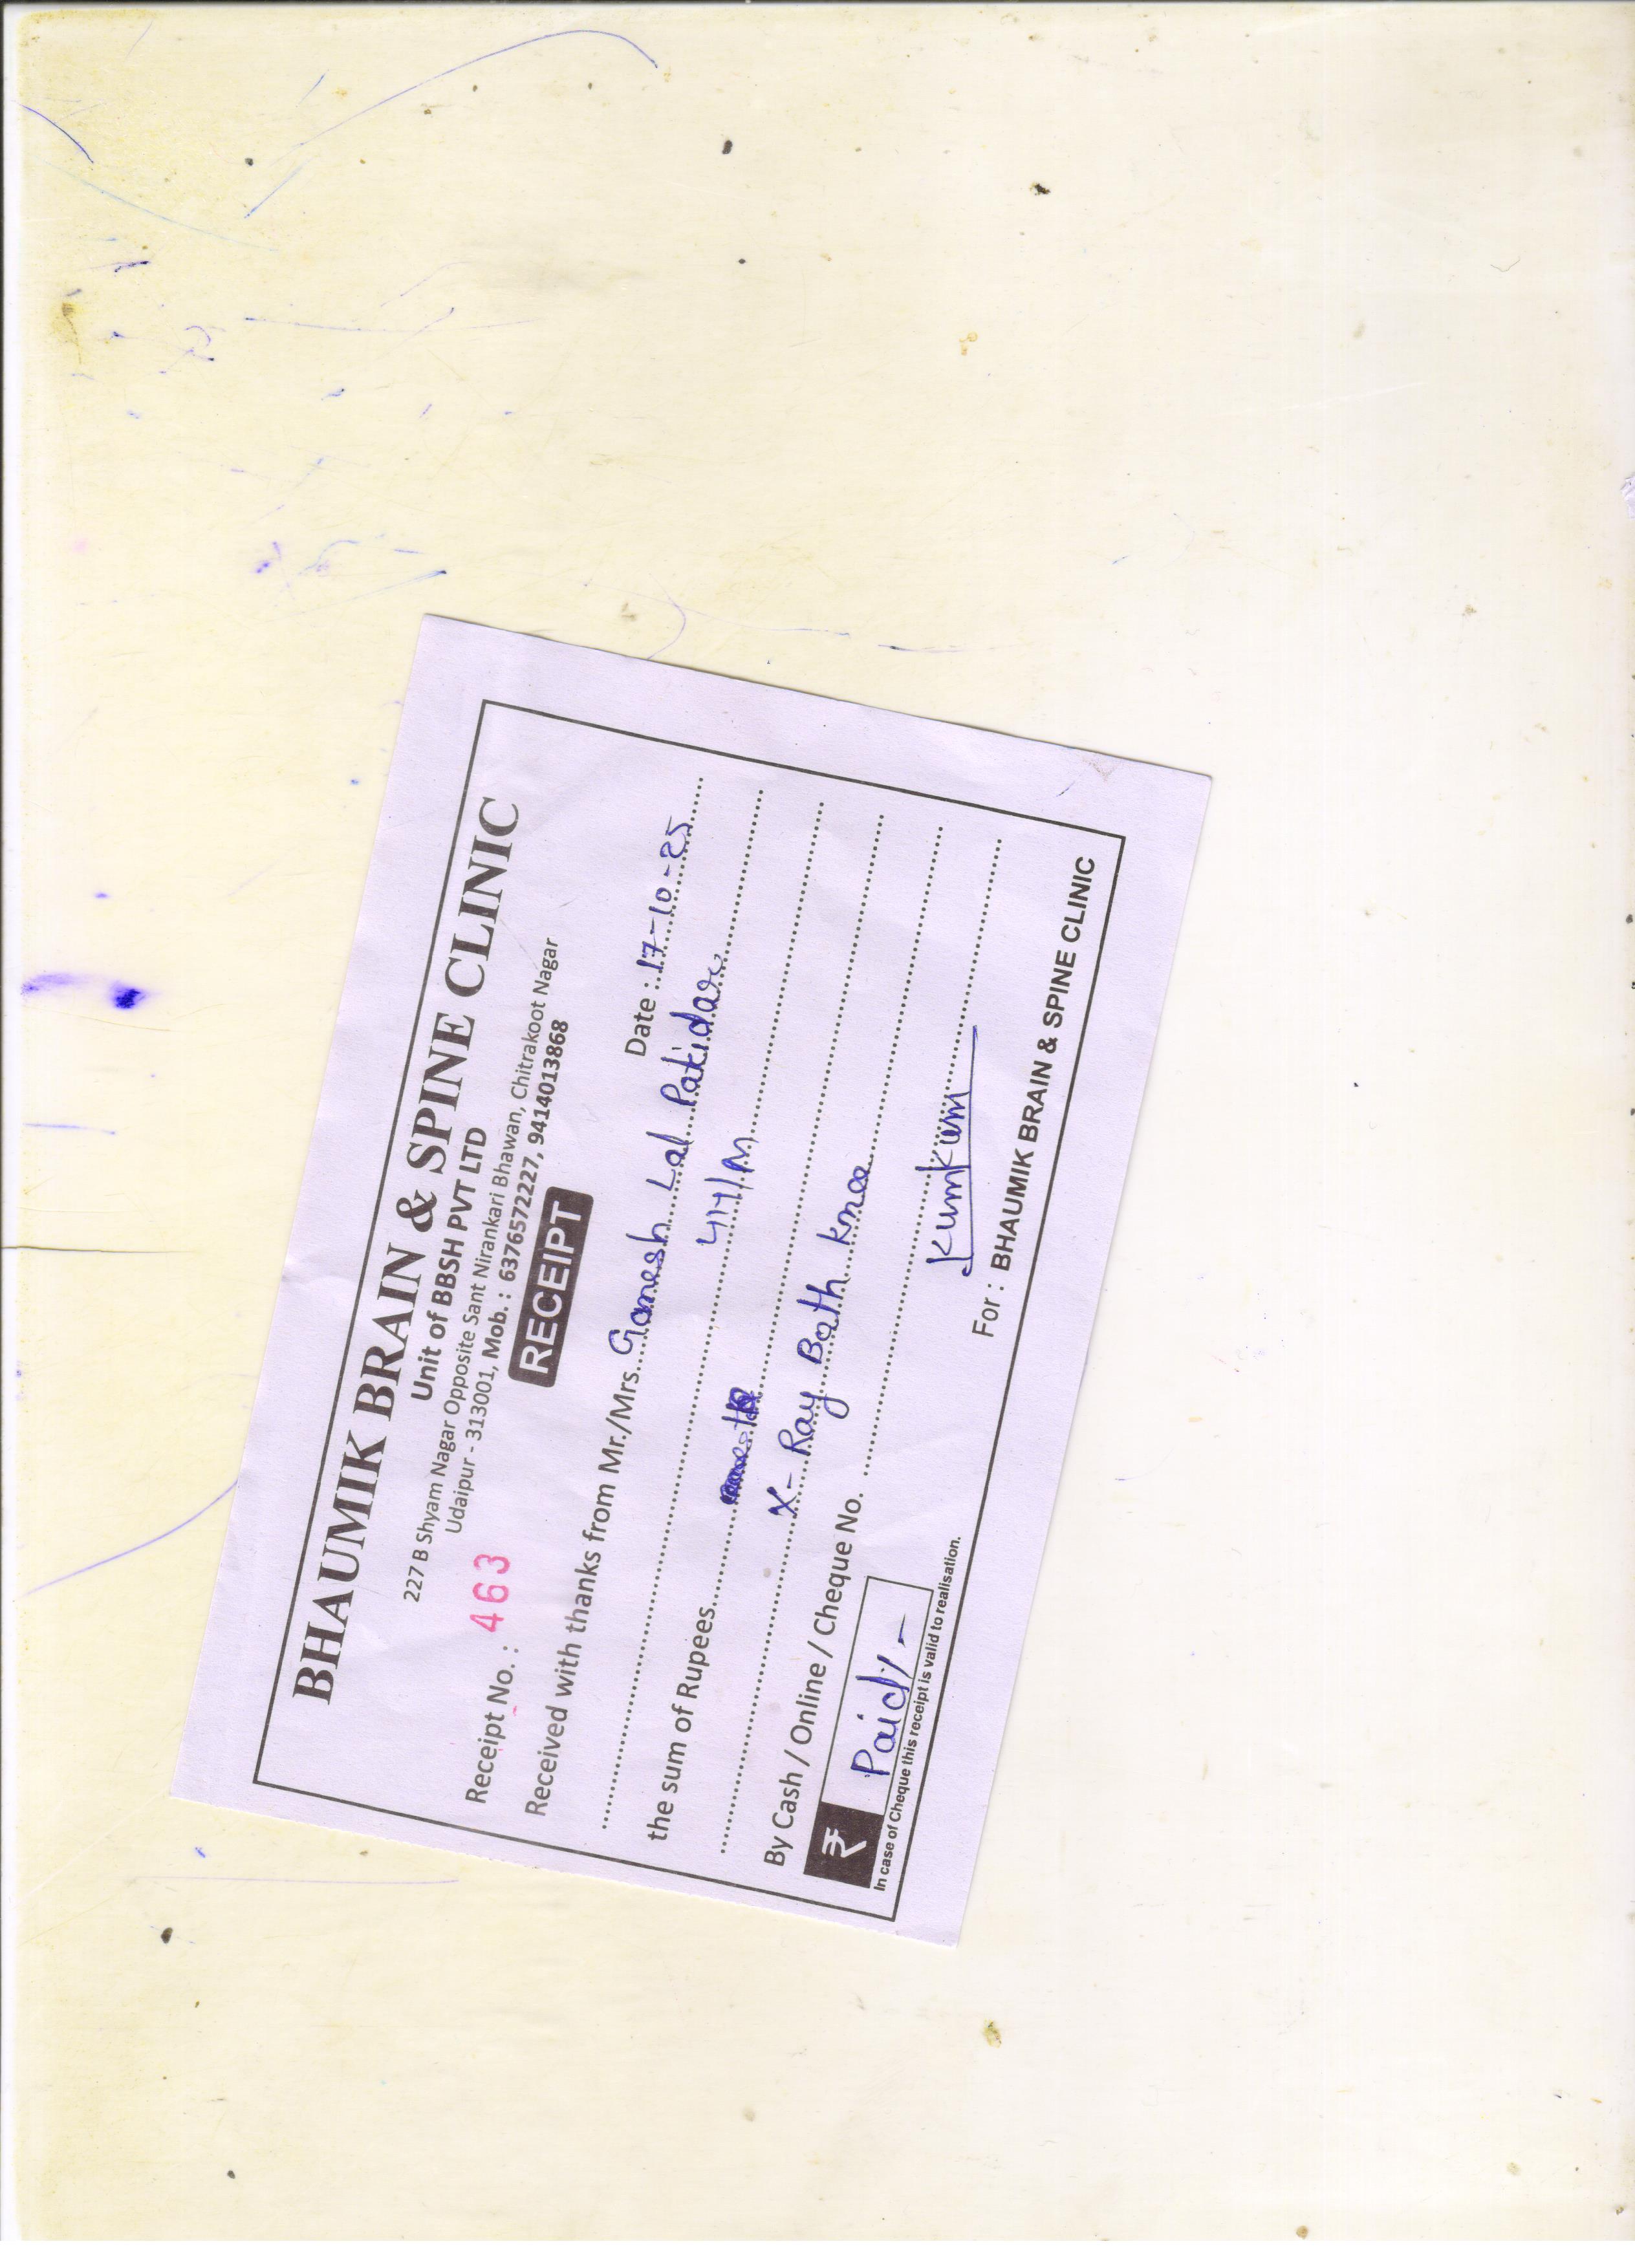 BHAUMIK BRAIN & SPINE CLINIC
Unit of BBSH PVT LTD
227 B Shyam Nagar Opposite Sant Nirankari Bhawan, Chitrakoot Nagar
Udaipur - 313001, Mob. : 6376572227, 9414013868
RECEIPT
Receipt No. : 463
Date : 17-10-25
Received with thanks from Mr./Mrs. Ganesh Lal Patidar
/M
the sum of Rupees
X-Ray Both knee
By Cash / Online / Cheque No.
₹ Paid/-
Kumkum
In case of Cheque this receipt is valid to realisation.
For : BHAUMIK BRAIN & SPINE CLINIC